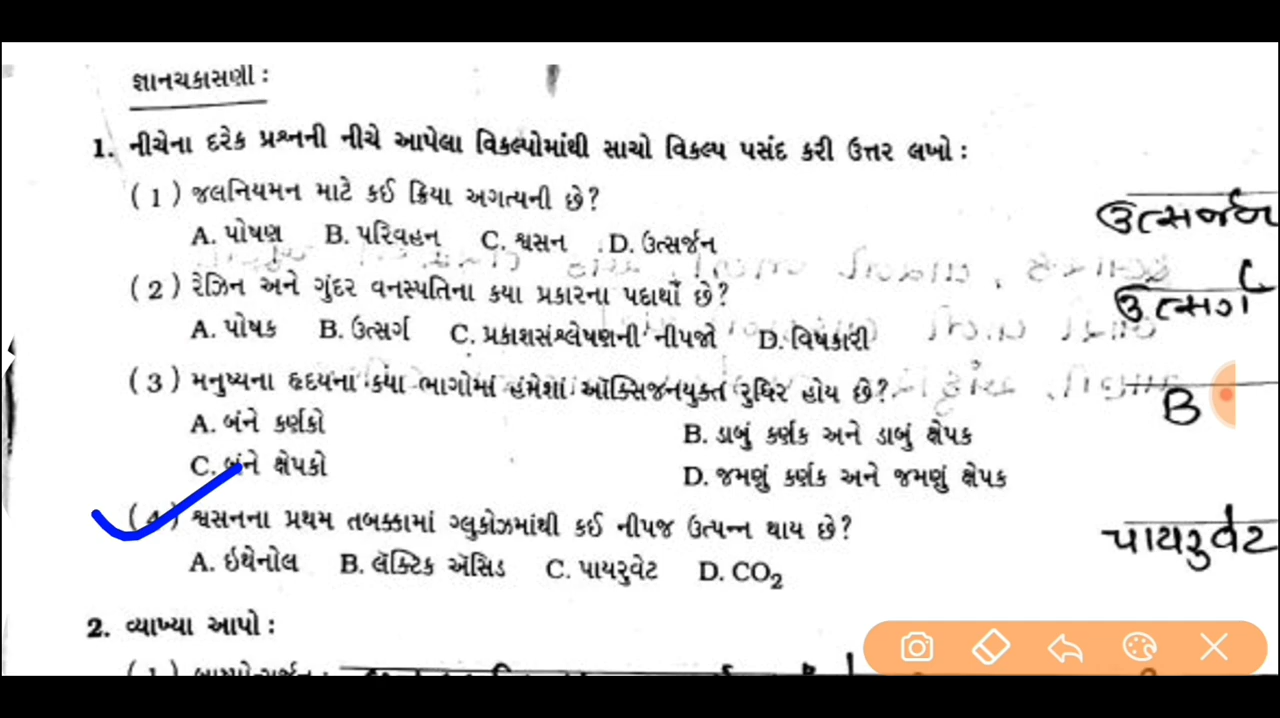 જ્ઞાનચકાસણી :
1. નીચેના દરેક પ્રશ્નની નીચે આપેલા વિકલ્પોમાંથી સાચો વિકલ્પ પસંદ કરી ઉત્તર લખો :
( 1 ) જલનિયમન માટે કઈ ક્રિયા અગત્યની છે?
A. પોષણ B. પરિવહન C. શ્વસન D. ઉત્સર્જન
ઉત્સર્જન
( 2 ) રેઝિન અને ગુંદર વનસ્પતિના કયા પ્રકારના પદાર્થો છે?
A. પોષક B. ઉત્સર્ગ C. પ્રકાશસંશ્લેષણની નીપજો D. વિષકારી
ઉત્સર્ગ
( 3 ) મનુષ્યના હૃદયના કયા ભાગોમાં હંમેશાં ઑક્સિજનયુક્ત રુધિર હોય છે?
A. બંને કર્ણકો B. ડાબું કર્ણક અને ડાબું ક્ષેપક
B
C. બંને ક્ષેપકો D. જમણું કર્ણક અને જમણું ક્ષેપક
( 4 ) શ્વસનના પ્રથમ તબક્કામાં ગ્લુકોઝમાંથી કઈ નીપજ ઉત્પન્ન થાય છે?
A. ઇથેનોલ B. લૅક્ટિક ઍસિડ C. પાયરુવેટ D. CO₂
પાયરુવેટ
2. વ્યાખ્યા આપો :